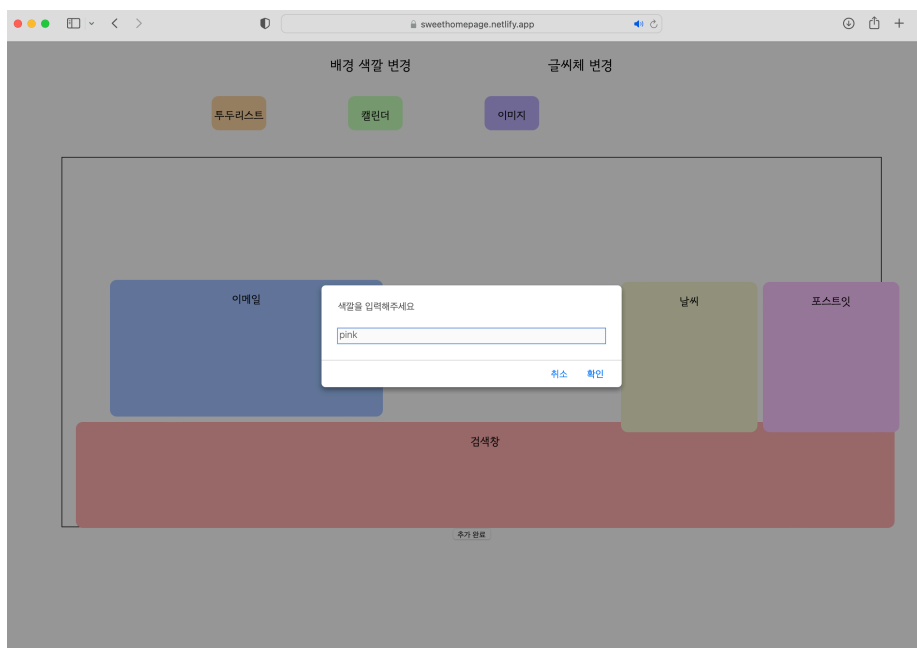 sweethomepage.netlify.app
배경 색깔 변경
글씨체 변경
투두리스트
캘린더
이미지
이메일
색깔을 입력해주세요
pink
취소
확인
날씨
포스트잇
검색창
추가 완료